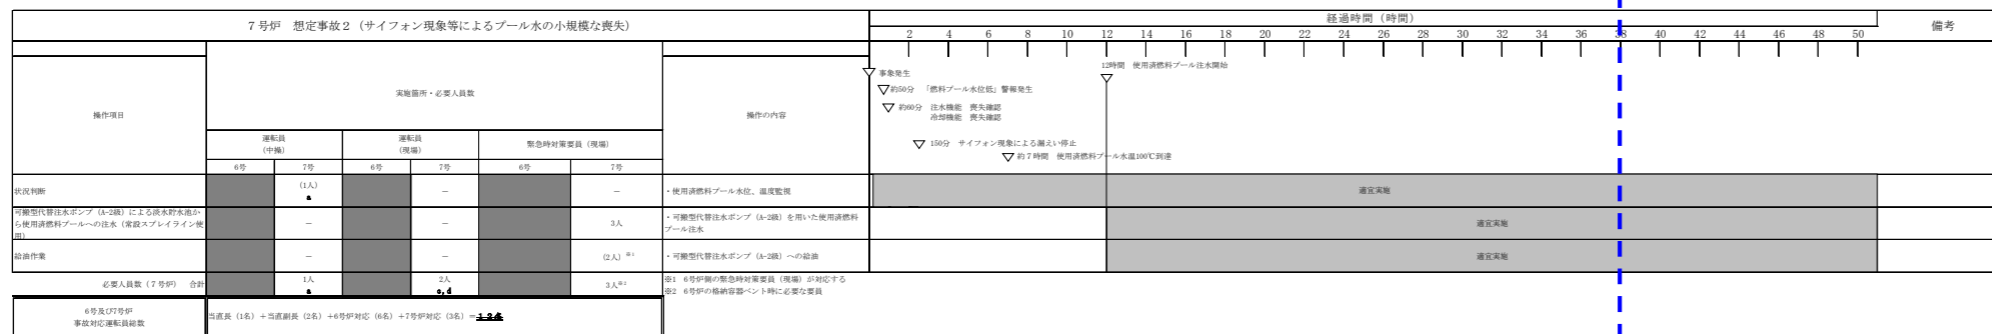 7号炉 想定事故2(サイフォン現象等によるプール水の小規模な喪失)
経過時間(時間)
備考
2 4 6 8 10 12 14 16 18 20 22 24 26 28 30 32 34 36 38 40 42 44 46 48 50
操作項目
実施箇所・必要人員数
操作の内容
運転員
(中操)
運転員
(現場)
緊急時対策要員(現場)
6号 7号 6号 7号 6号 7号
事象発生
約50分 「燃料プール水位低」警報発生
約60分 注水機能 喪失確認
冷却機能 喪失確認
150分 サイフォン現象による漏えい停止
約7時間 使用済燃料プール水温100℃到達
12時間 使用済燃料プール注水開始
状況判断
(1人)
a
－
－
・使用済燃料プール水位、温度監視
適宜実施
可搬型代替注水ポンプ(A-2級)による淡水貯水池か
ら使用済燃料プールへの注水(常設スプレイライン使
用)
－
－
3人
・可搬型代替注水ポンプ(A-2級)を用いた使用済燃料
プール注水
適宜実施
給油作業
－
－
(2人)※1
・可搬型代替注水ポンプ(A-2級)への給油
適宜実施
必要人員数(7号炉) 合計
1人
a
2人
c,d
3人※2
※1 6号炉側の緊急時対策要員(現場)が対応する
※2 6号炉の格納容器ベント時に必要な要員
6号及び7号炉
事故対応運転員総数
当直長(1名)+当直副長(2名)+6号炉対応(6名)+7号炉対応(3名)=12名